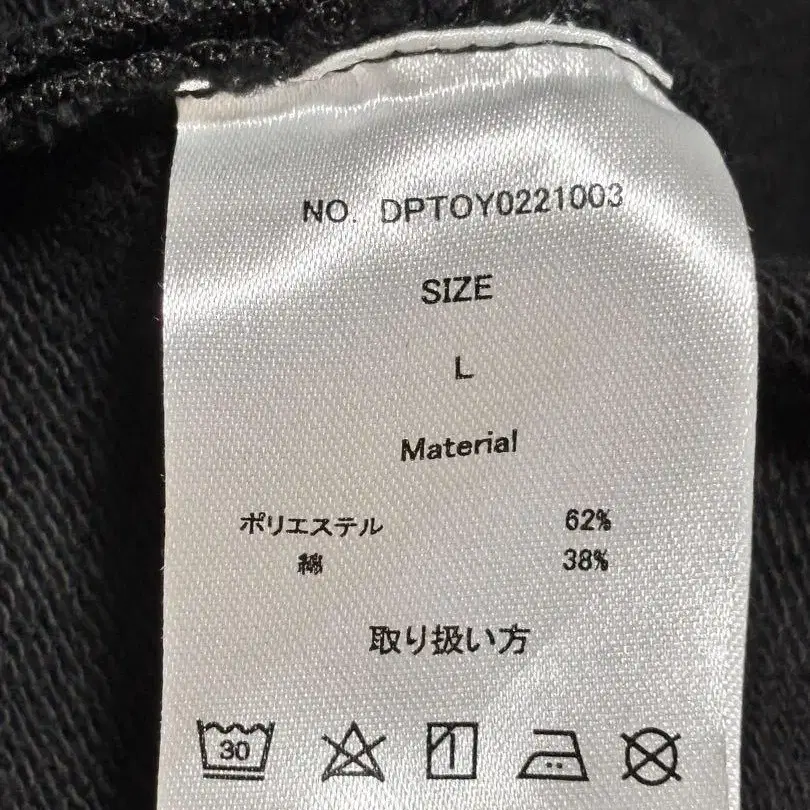 NO. DPTOY0221003
SIZE
L
Material
ポリエステル 62%
綿 38%
取り扱い方
30